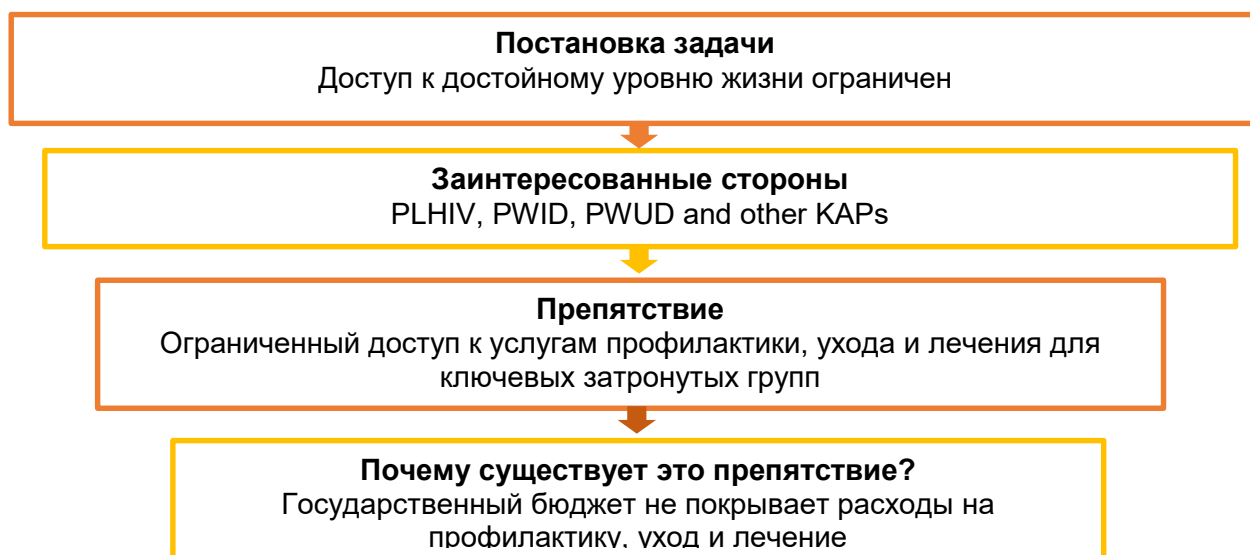 Постановка задачи
Доступ к достойному уровню жизни ограничен
Заинтересованные стороны
PLHIV, PWID, PWUD and other KAPs
Препятствие
Ограниченный доступ к услугам профилактики, ухода и лечения для
ключевых затронутых групп
Почему существует это препятствие?
Государственный бюджет не покрывает расходы на
профилактику, уход и лечение